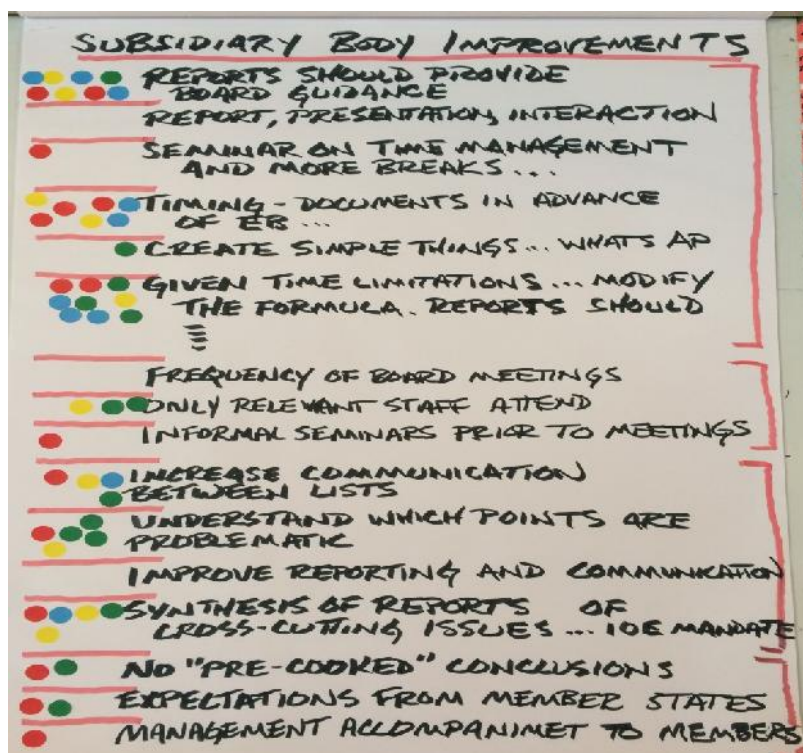 SUBSIDIARY BODY IMPROVEMENTS
REPORTS SHOULD PROVIDE
BOARD GUIDANCE
REPORT, PRESENTATION, INTERACTION
SEMINAR ON TIME MANAGEMENT
AND MORE BREAKS...
TIMING - DOCUMENTS IN ADVANCE
OF EB ...
CREATE SIMPLE THINGS... WHATS AP
GIVEN TIME LIMITATIONS... MODIFY
THE FORMULA. REPORTS SHOULD
FREQUENCY OF BOARD MEETINGS
ONLY RELEVANT STAFF ATTEND
INFORMAL SEMINARS PRIOR TO MEETINGS
INCREASE COMMUNICATION
BETWEEN LISTS
UNDERSTAND WHICH POINTS ARE
PROBLEMATIC
IMPROVE REPORTING AND COMMUNICATION
SYNTHESIS OF REPORTS OF
CROSS-CUTTING ISSUES ... IOE MANDATE
NO "PRE-COOKED" CONCLUSIONS
EXPECTATIONS FROM MEMBER STATES
MANAGEMENT ACCOMPANIMET TO MEMBERS